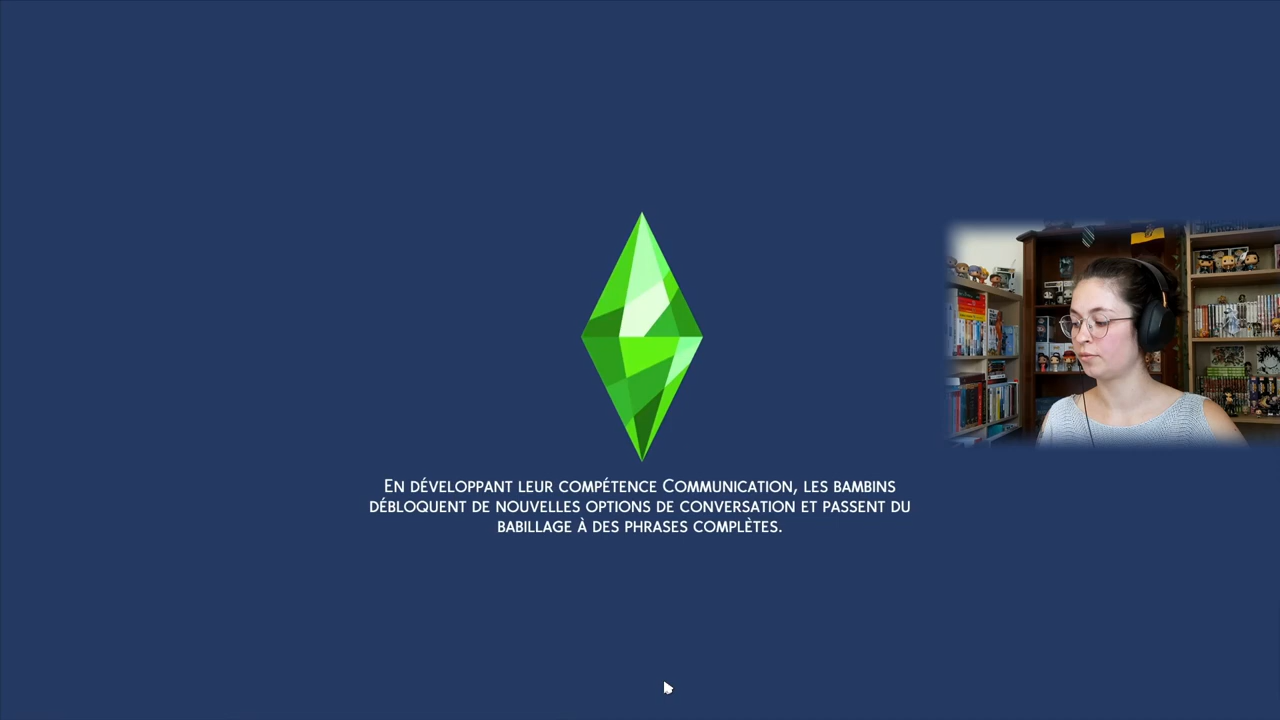 En développant leur compétence Communication, les bambins
débloquent de nouvelles options de conversation et passent du
babillage à des phrases complètes.